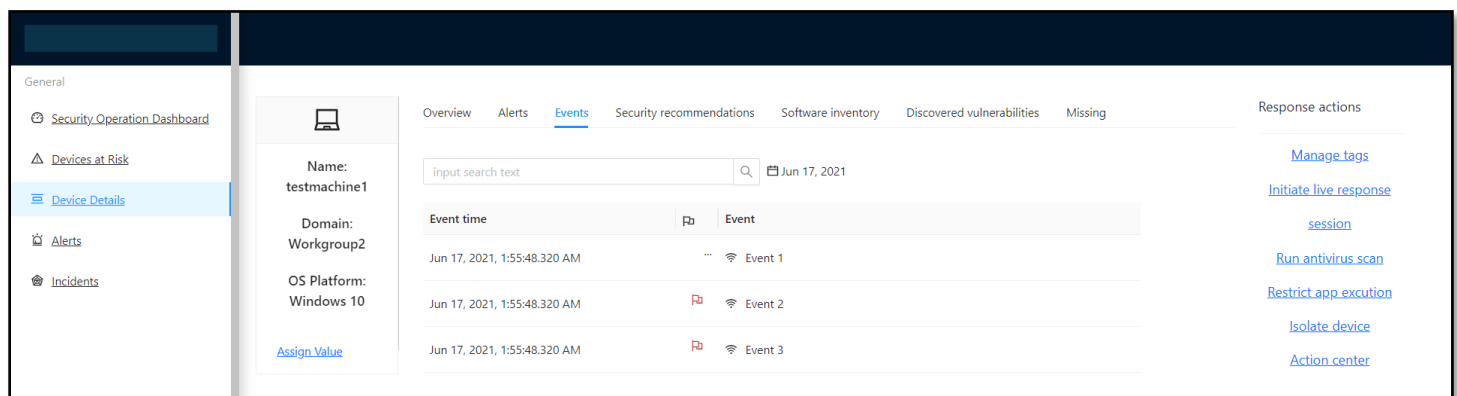 General
Security Operation Dashboard
Devices at Risk
Device Details
Alerts
Incidents
Name:
testmachine1
Domain:
Workgroup2
OS Platform:
Windows 10
Assign Value
Overview Alerts Events Security recommendations Software inventory Discovered vulnerabilities Missing
input search text Jun 17, 2021
Event time Event
Jun 17, 2021, 1:55:48.320 AM ... Event 1
Jun 17, 2021, 1:55:48.320 AM Event 2
Jun 17, 2021, 1:55:48.320 AM Event 3
Response actions
Manage tags
Initiate live response
session
Run antivirus scan
Restrict app excution
Isolate device
Action center